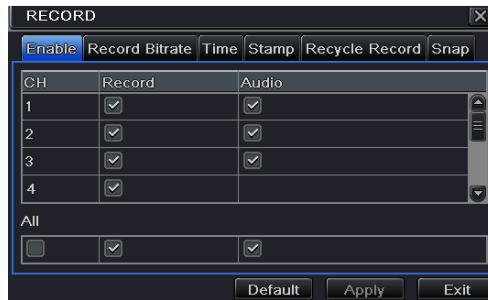 RECORD
Enable Record Bitrate Time Stamp Recycle Record Snap
CH Record Audio
1
2
3
4
All
Default Apply Exit